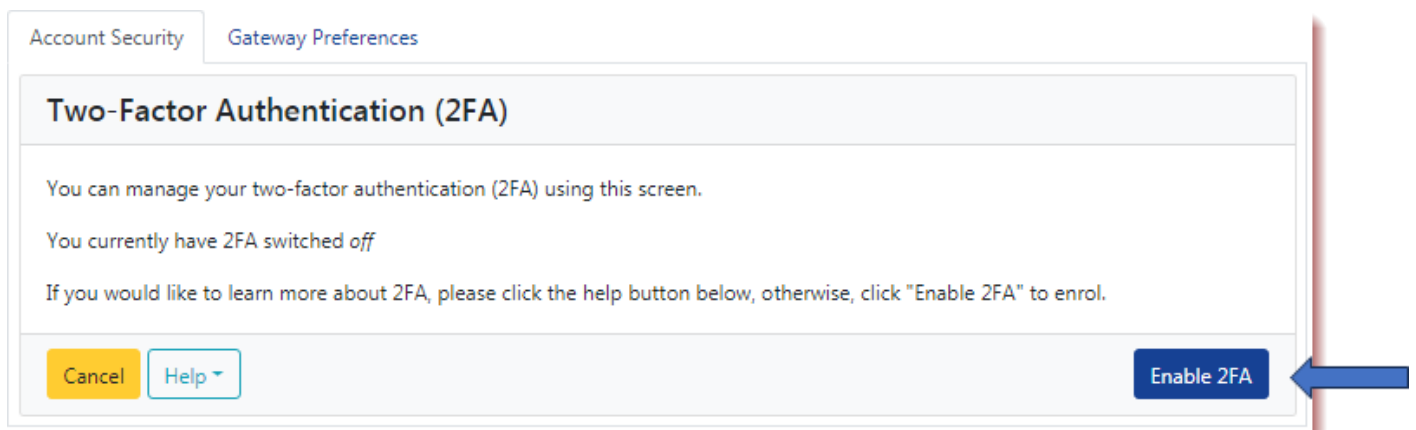 Account Security Gateway Preferences
Two-Factor Authentication (2FA)
You can manage your two-factor authentication (2FA) using this screen.
You currently have 2FA switched off
If you would like to learn more about 2FA, please click the help button below, otherwise, click "Enable 2FA" to enrol.
Cancel Help Enable 2FA